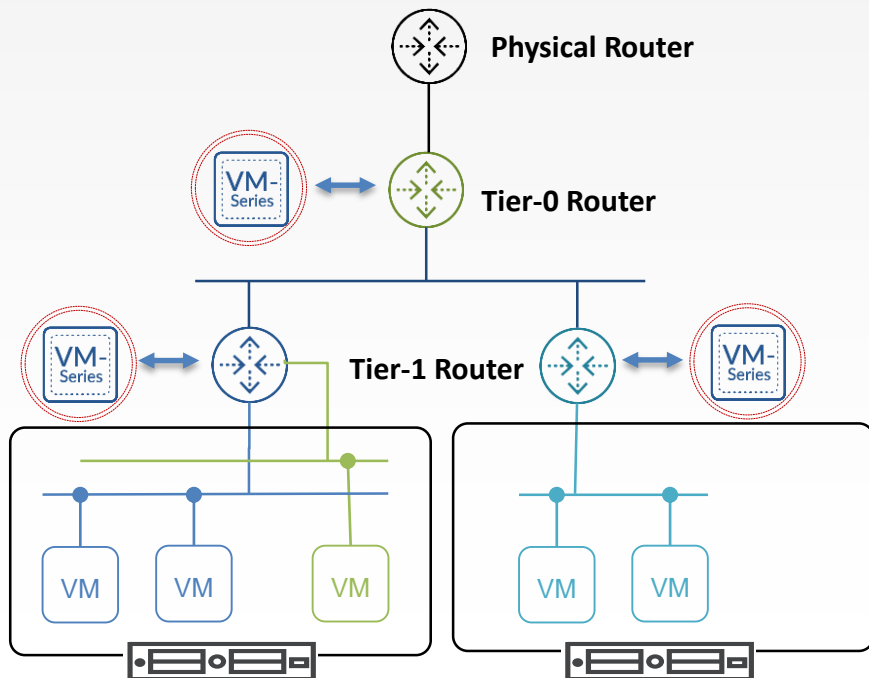 Physical Router
VM-
Series
Tier-0 Router
VM-
Series
Tier-1 Router
VM-
Series
VM
VM
VM
VM
VM